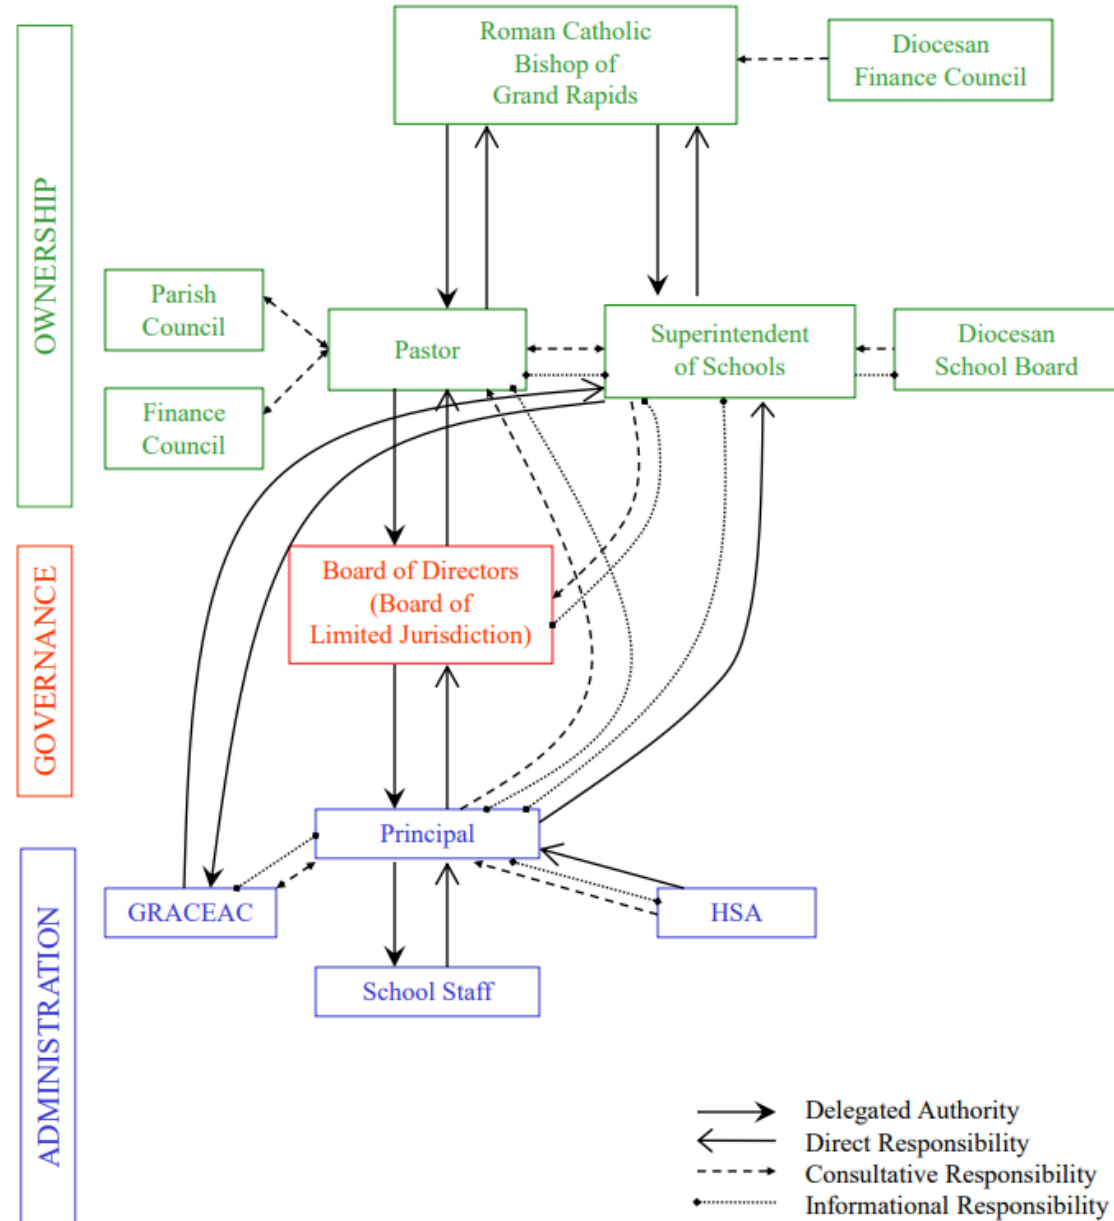 Roman Catholic
Bishop of
Grand Rapids
Diocesan
Finance Council
OWNERSHIP
Parish
Council
Pastor
Superintendent
of Schools
Diocesan
School Board
Finance
Council
GOVERNANCE
Board of Directors
(Board of
Limited Jurisdiction)
ADMINISTRATION
Principal
GRACEAC
HSA
School Staff
Delegated Authority
Direct Responsibility
Consultative Responsibility
Informational Responsibility